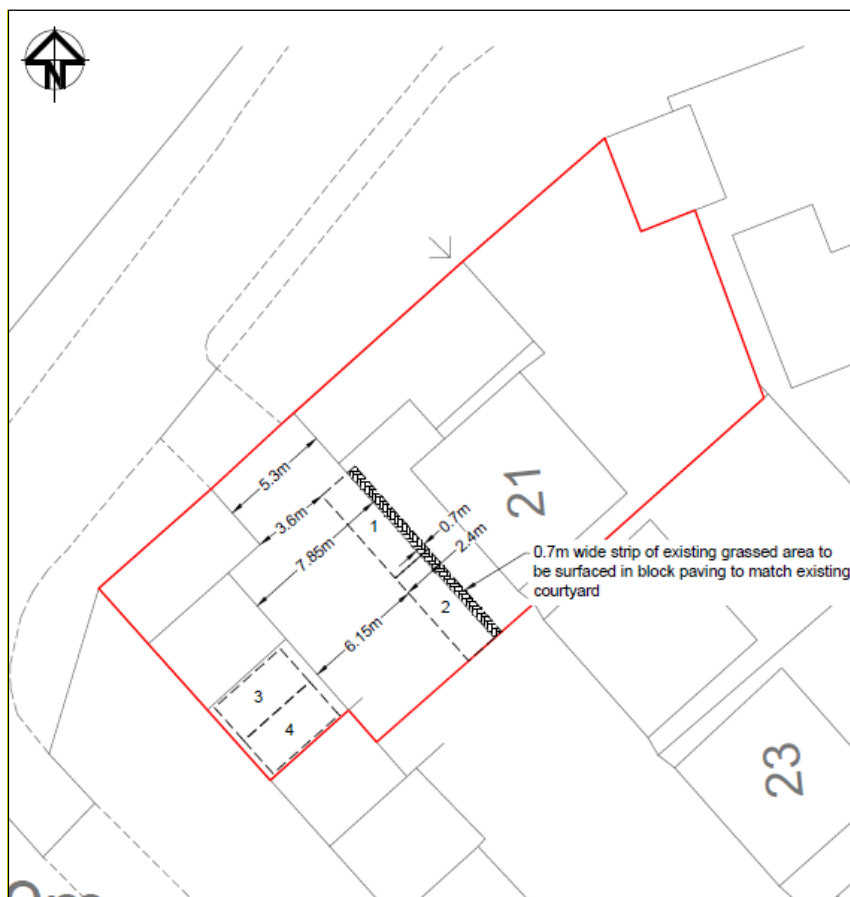 N
5.3m
3.6m
0.7m
2.4m
7.85m
1
21
0.7m wide strip of existing grassed area to
be surfaced in block paving to match existing
courtyard
2
6.15m
3
4
23